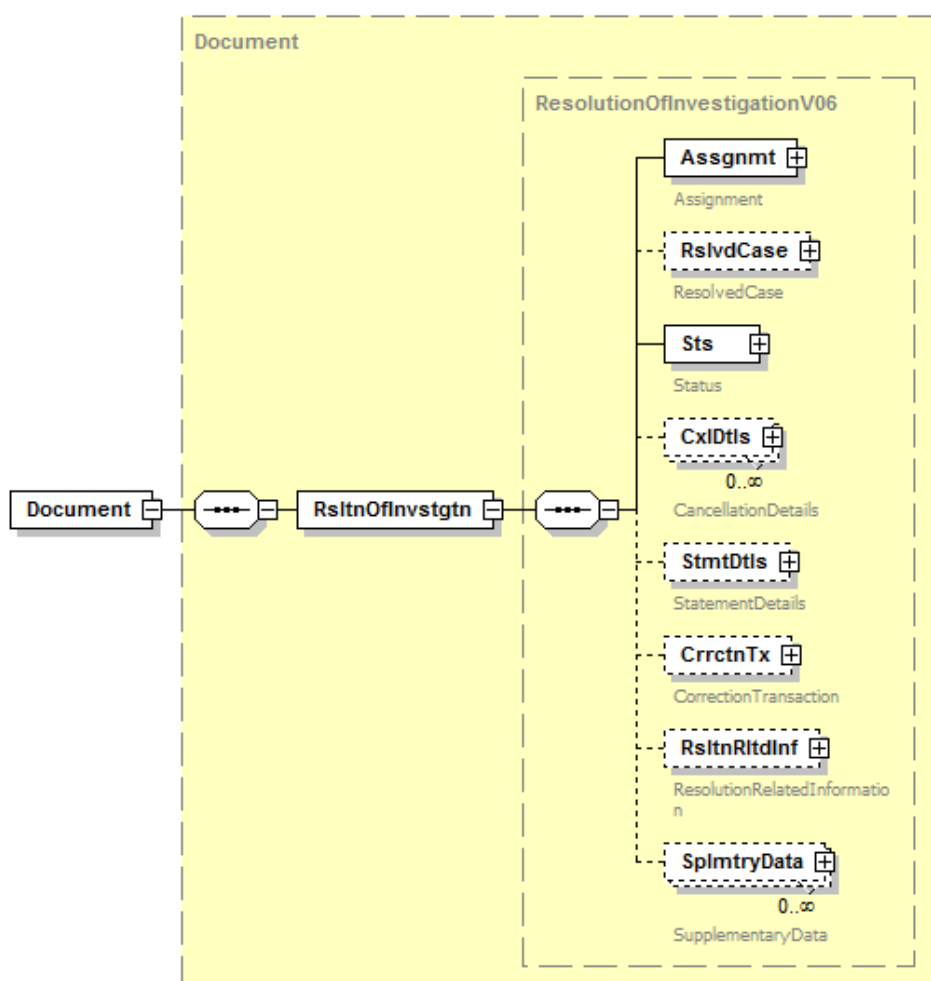 Document
ResolutionOfInvestigationV06
Assgnmt
Assignment
RslvdCase
ResolvedCase
Sts
Status
CxlDtls
0..∞
CancellationDetails
Document
RsltnOfInvstgtn
StmtDtls
StatementDetails
CrrctnTx
CorrectionTransaction
RsltnRltdInf
ResolutionRelatedInformatio
n
SplmtryData
0..∞
SupplementaryData